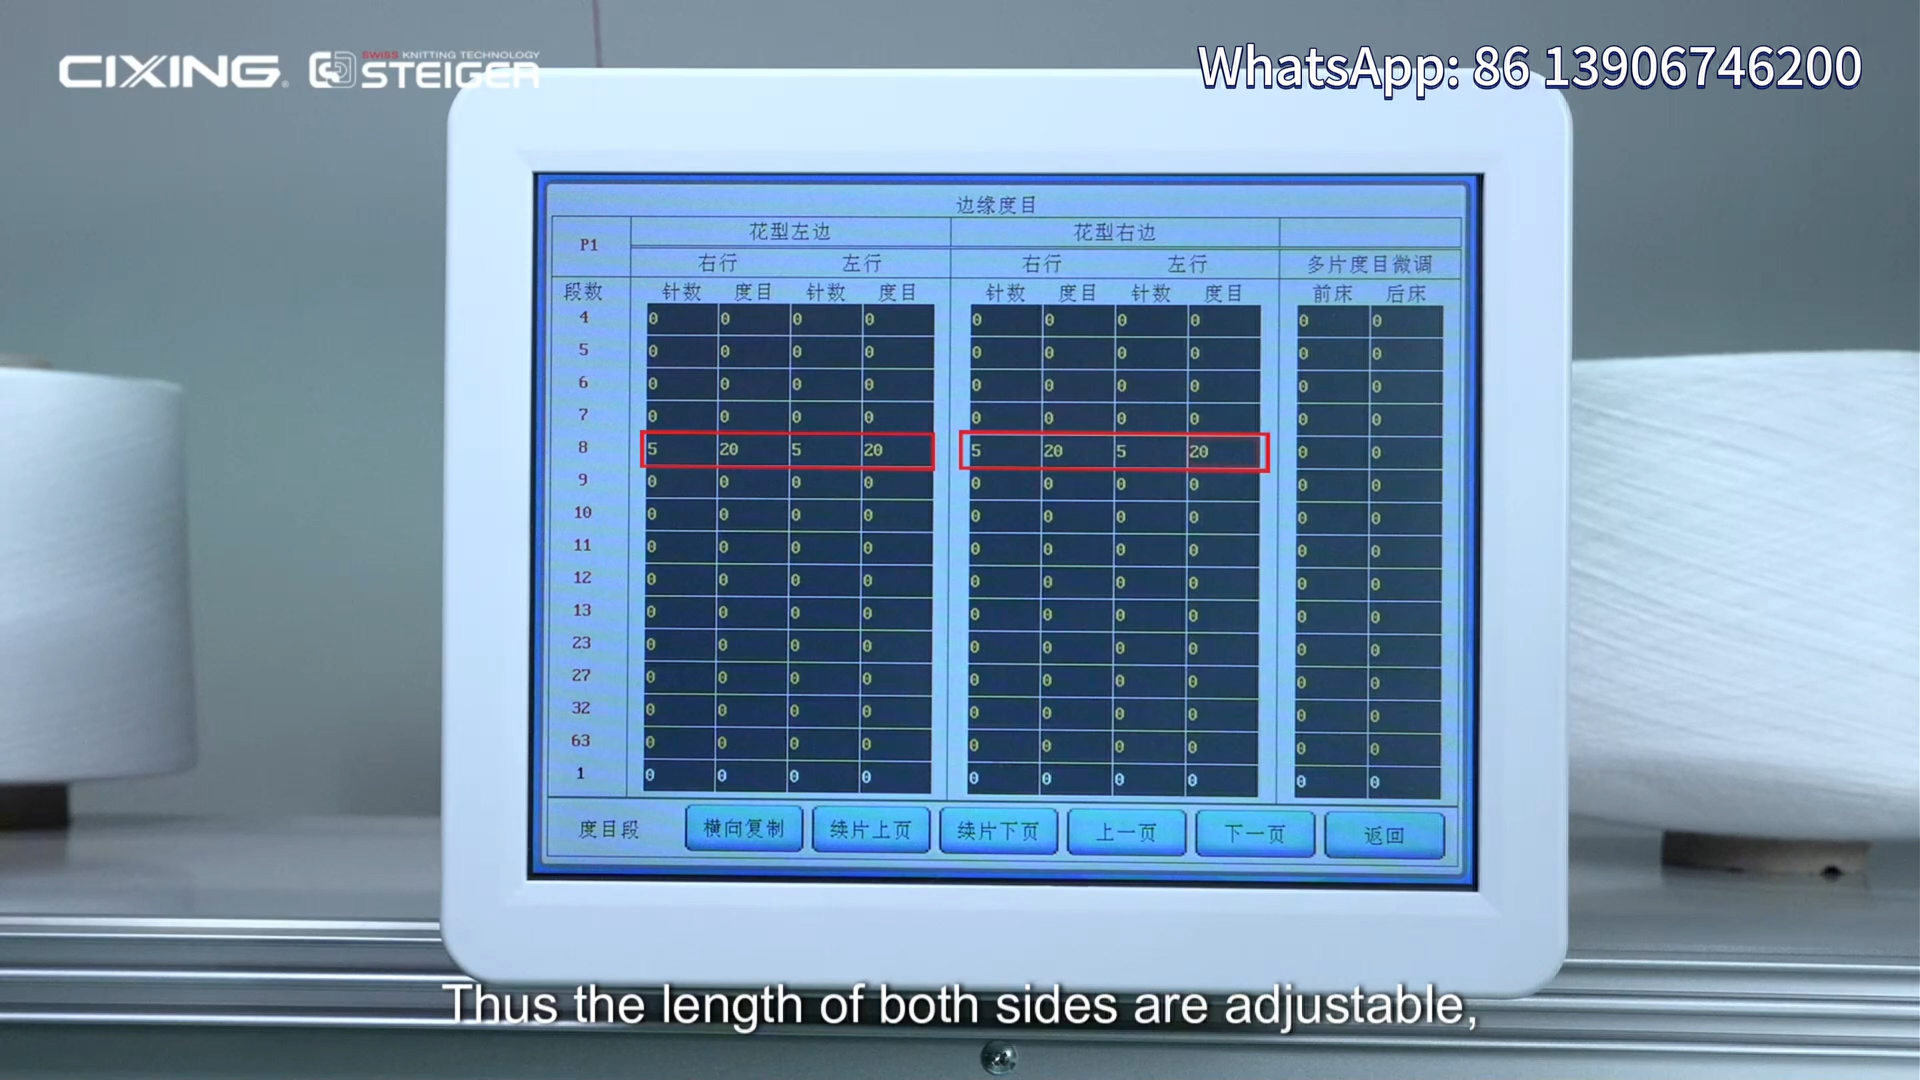 CIXING
SWISS KNITTING TECHNOLOGY
STEIGER
WhatsApp: 86 13906746200
边缘度目
P1 花型左边 花型右边
右行 左行 右行 左行 多片度目微调
段数 针数 度目 针数 度目 针数 度目 针数 度目 前床 后床
4 0 0 0 0 0 0 0 0 0 0
5 0 0 0 0 0 0 0 0 0 0
6 0 0 0 0 0 0 0 0 0 0
7 0 0 0 0 0 0 0 0 0 0
8 5 20 5 20 5 20 5 20 0 0
9 0 0 0 0 0 0 0 0 0 0
10 0 0 0 0 0 0 0 0 0 0
11 0 0 0 0 0 0 0 0 0 0
12 0 0 0 0 0 0 0 0 0 0
13 0 0 0 0 0 0 0 0 0 0
23 0 0 0 0 0 0 0 0 0 0
27 0 0 0 0 0 0 0 0 0 0
32 0 0 0 0 0 0 0 0 0 0
63 0 0 0 0 0 0 0 0 0 0
1 0 0 0 0 0 0 0 0 0 0
度目段 横向复制 续片上页 续片下页 上一页 下一页 返回
Thus the length of both sides are adjustable,